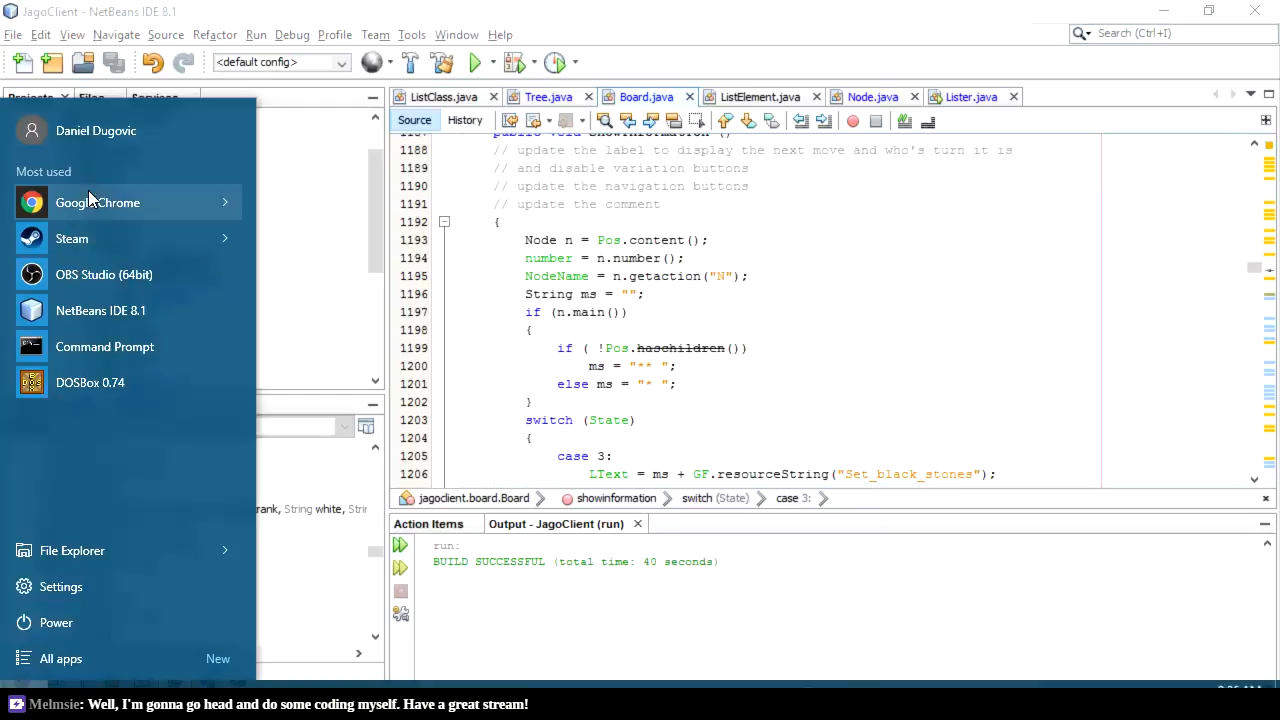 JagoClient - NetBeans IDE 8.1
File Edit View Navigate Source Refactor Run Debug Profile Team Tools Window Help
Search (Ctrl+I)
<default config>
Projects Files Services
ListClass.java Tree.java Board.java ListElement.java Node.java Lister.java
Source History
Daniel Dugovic
Most used
Google Chrome
Steam
OBS Studio (64bit)
NetBeans IDE 8.1
Command Prompt
DOSBox 0.74
File Explorer
Settings
Power
All apps New
rank, String white, Strir
1187 public void showinformation ()
1188 // update the label to display the next move and who's turn it is
1189 // and disable variation buttons
1190 // update the navigation buttons
1191 // update the comment
1192 {
1193 Node n = Pos.content();
1194 number = n.number();
1195 NodeName = n.getaction("N");
1196 String ms = "";
1197 if (n.main())
1198 {
1199 if ( !Pos.haschildren())
1200 ms = "** ";
1201 else ms = "* ";
1202 }
1203 switch (State)
1204 {
1205 case 3:
1206 LText = ms + GF.resourceString("Set_black_stones");
jagoclient.board.Board showinformation switch (State) case 3:
Action Items Output - JagoClient (run)
run:
BUILD SUCCESSFUL (total time: 40 seconds)
Melmsie: Well, I'm gonna go head and do some coding myself. Have a great stream!